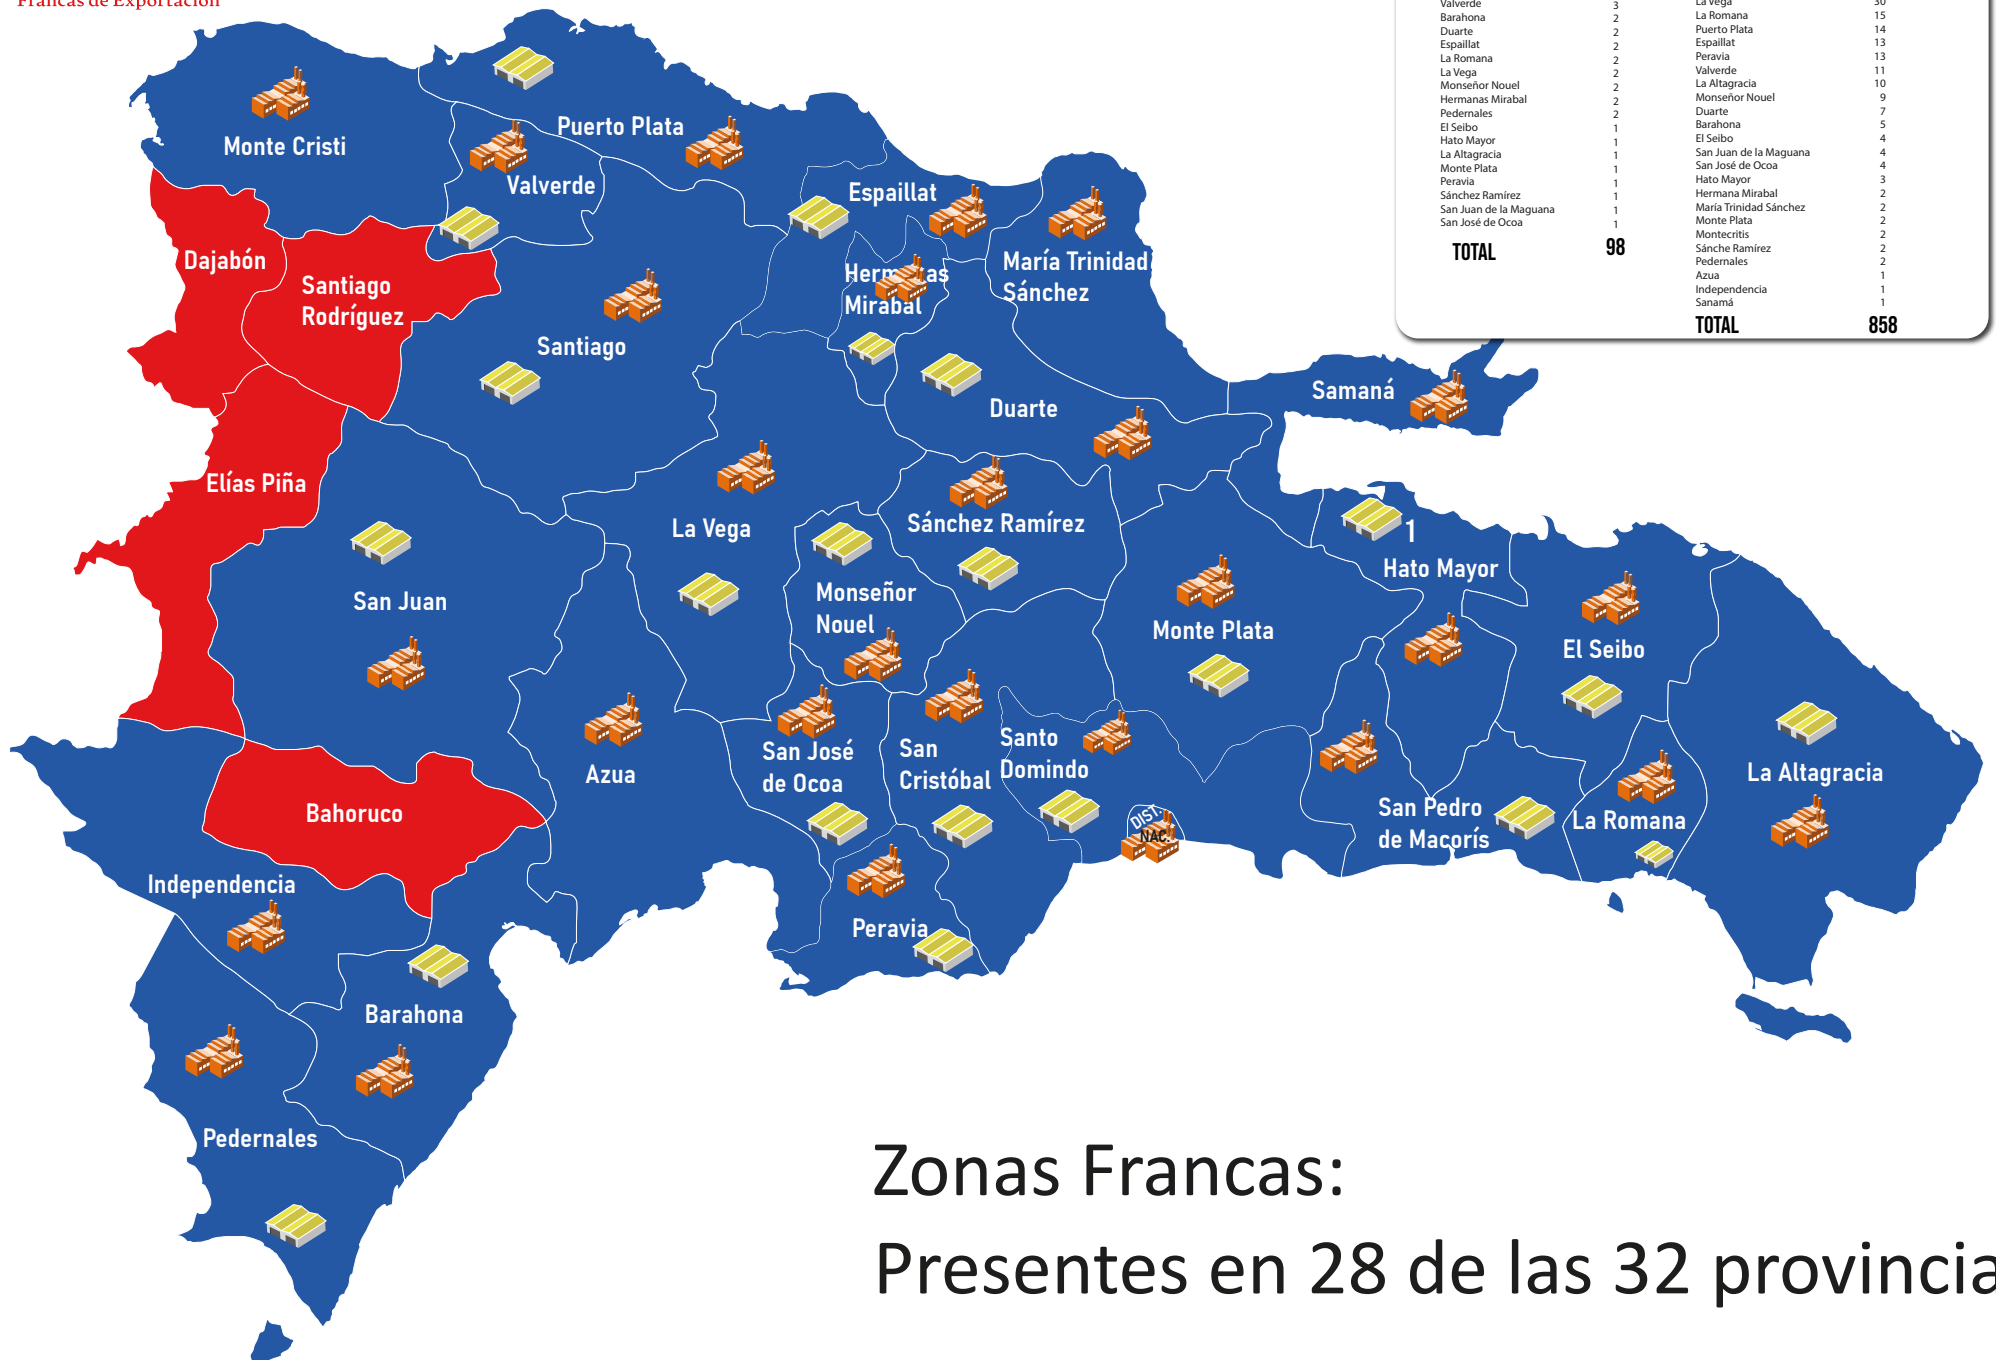 Francas de Exportación
Valverde 3
Barahona 2
Duarte 2
Espaillat 2
La Romana 2
La Vega 2
Monseñor Nouel 2
Hermanas Mirabal 2
Pedernales 2
El Seibo 1
Hato Mayor 1
La Altagracia 1
Monte Plata 1
Peravia 1
Sánchez Ramírez 1
San Juan de la Maguana 1
San José de Ocoa 1
TOTAL 98
La Vega 30
La Romana 15
Puerto Plata 14
Espaillat 13
Peravia 13
Valverde 11
La Altagracia 10
Monseñor Nouel 9
Duarte 7
Barahona 5
El Seibo 4
San Juan de la Maguana 4
San José de Ocoa 4
Hato Mayor 3
Hermana Mirabal 2
María Trinidad Sánchez 2
Monte Plata 2
Montecritis 2
Sánche Ramírez 2
Pedernales 2
Azua 1
Independencia 1
Sanamá 1
TOTAL 858
Monte Cristi
Puerto Plata
Valverde
Espaillat
Dajabón
Santiago
Rodríguez
Hermanas
Mirabal
María Trinidad
Sánchez
Santiago
Samaná
Duarte
Elías Piña
La Vega
Sánchez Ramírez
1
Hato Mayor
San Juan
Monseñor
Nouel
Monte Plata
El Seibo
Azua
San José
de Ocoa
San
Cristóbal
Santo
Domindo
La Altagracia
Bahoruco
DIST.
NAC.
San Pedro
de Macorís
La Romana
Independencia
Peravia
Barahona
Pedernales
Zonas Francas:
Presentes en 28 de las 32 provincia